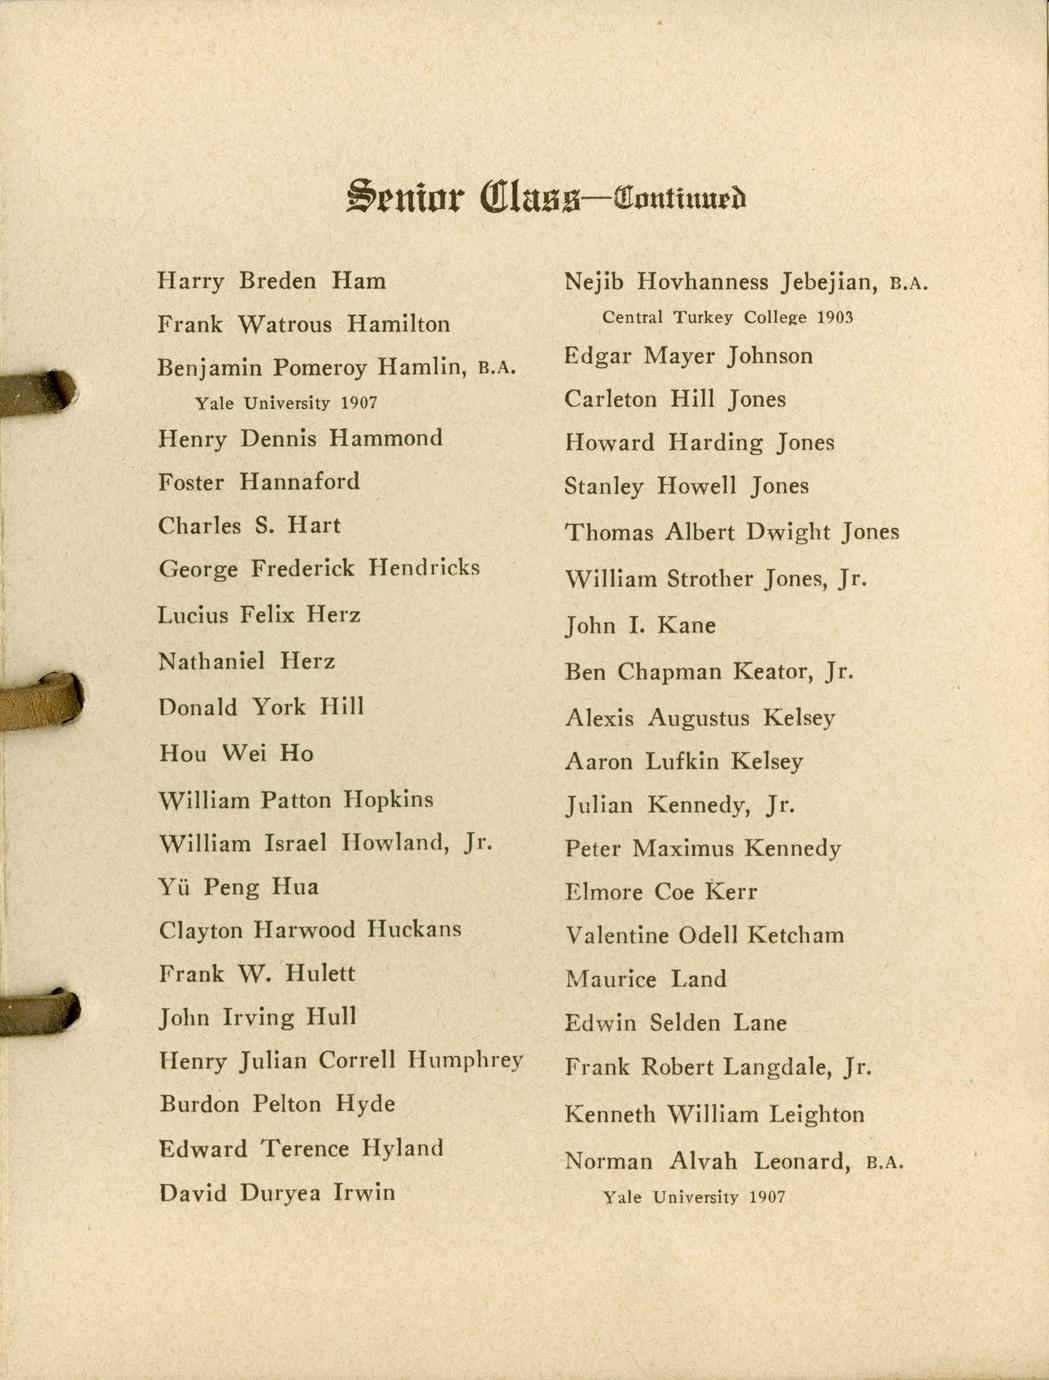 Senior Class—Continued
Harry Breden Ham
Frank Watrous Hamilton
Benjamin Pomeroy Hamlin, B.A.
Yale University 1907
Henry Dennis Hammond
Foster Hannaford
Charles S. Hart
George Frederick Hendricks
Lucius Felix Herz
Nathaniel Herz
Donald York Hill
Hou Wei Ho
William Patton Hopkins
William Israel Howland, Jr.
Yü Peng Hua
Clayton Harwood Huckans
Frank W. Hulett
John Irving Hull
Henry Julian Correll Humphrey
Burdon Pelton Hyde
Edward Terence Hyland
David Duryea Irwin
Nejib Hovhanness Jebejian, B.A.
Central Turkey College 1903
Edgar Mayer Johnson
Carleton Hill Jones
Howard Harding Jones
Stanley Howell Jones
Thomas Albert Dwight Jones
William Strother Jones, Jr.
John I. Kane
Ben Chapman Keator, Jr.
Alexis Augustus Kelsey
Aaron Lufkin Kelsey
Julian Kennedy, Jr.
Peter Maximus Kennedy
Elmore Coe Kerr
Valentine Odell Ketcham
Maurice Land
Edwin Selden Lane
Frank Robert Langdale, Jr.
Kenneth William Leighton
Norman Alvah Leonard, B.A.
Yale University 1907